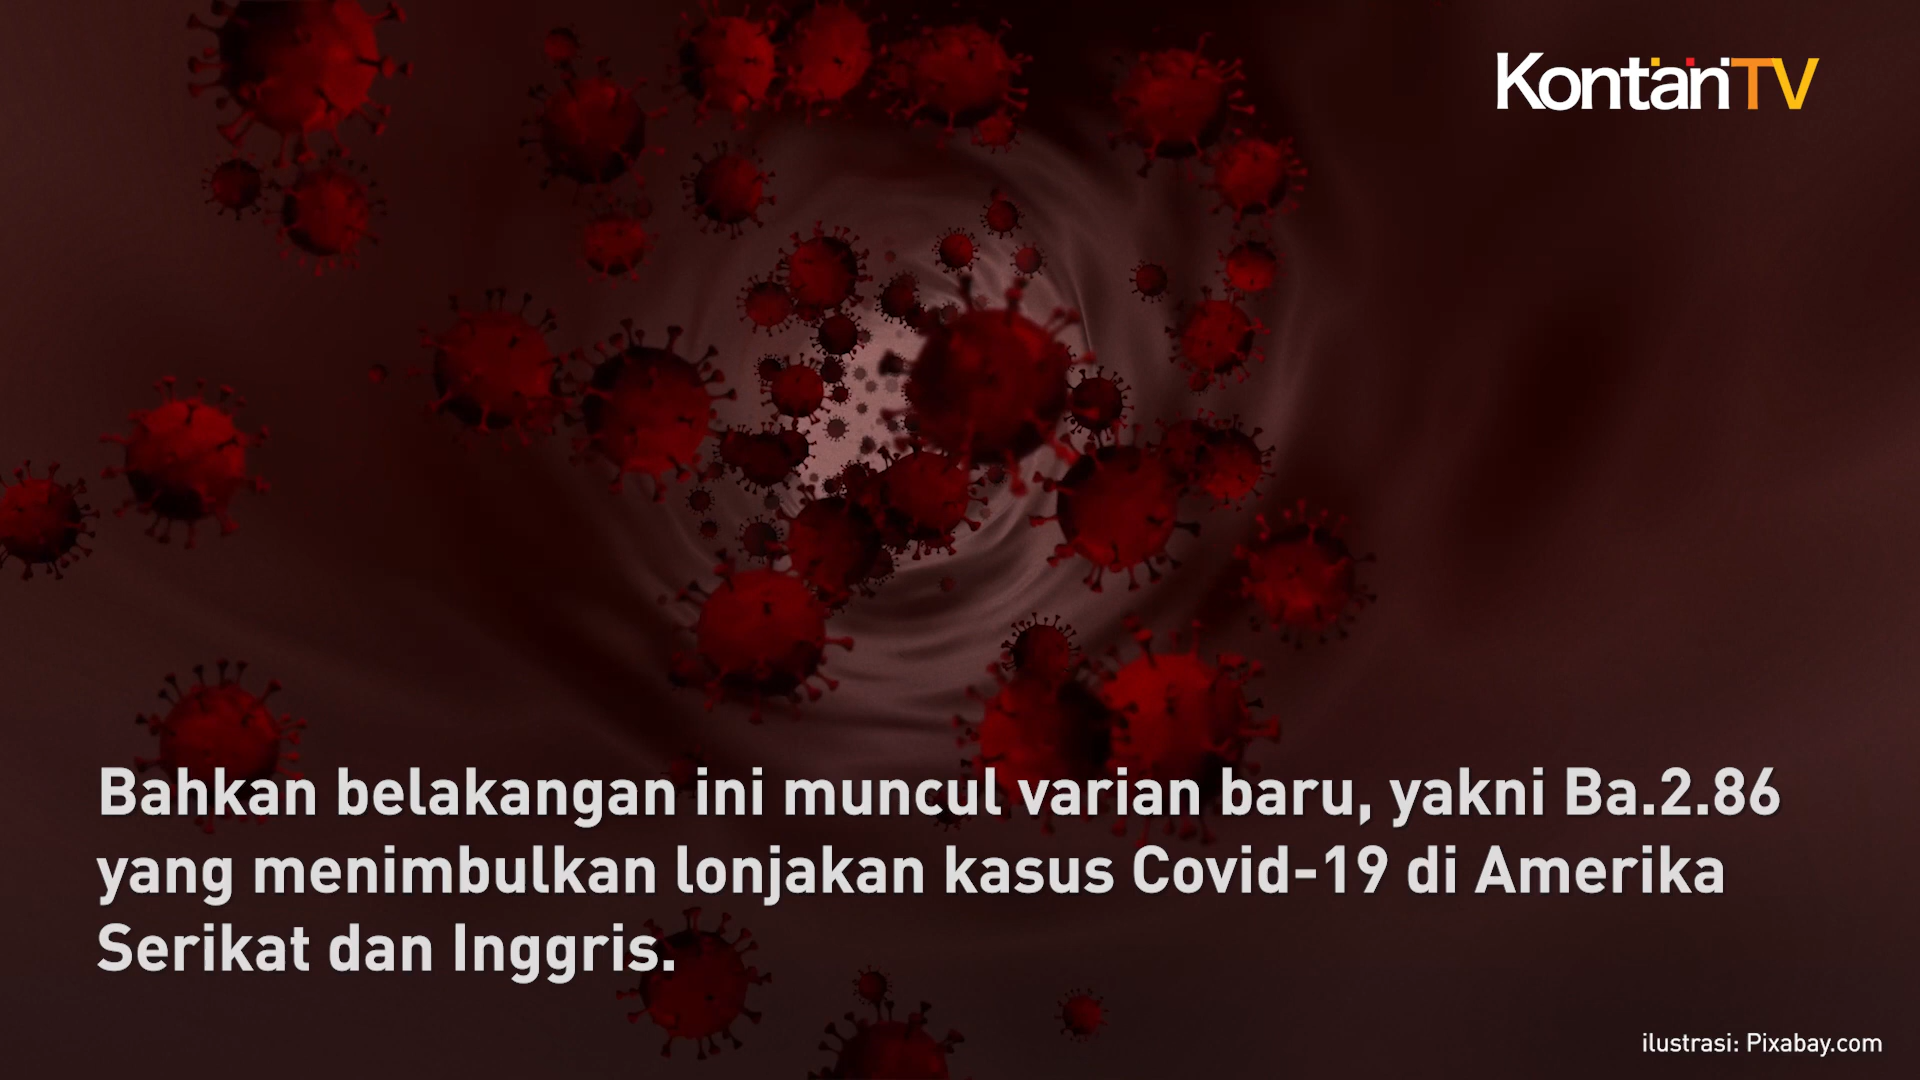 KontanTV
Bahkan belakangan ini muncul varian baru, yakni Ba.2.86
yang menimbulkan lonjakan kasus Covid-19 di Amerika
Serikat dan Inggris.
ilustrasi: Pixabay.com